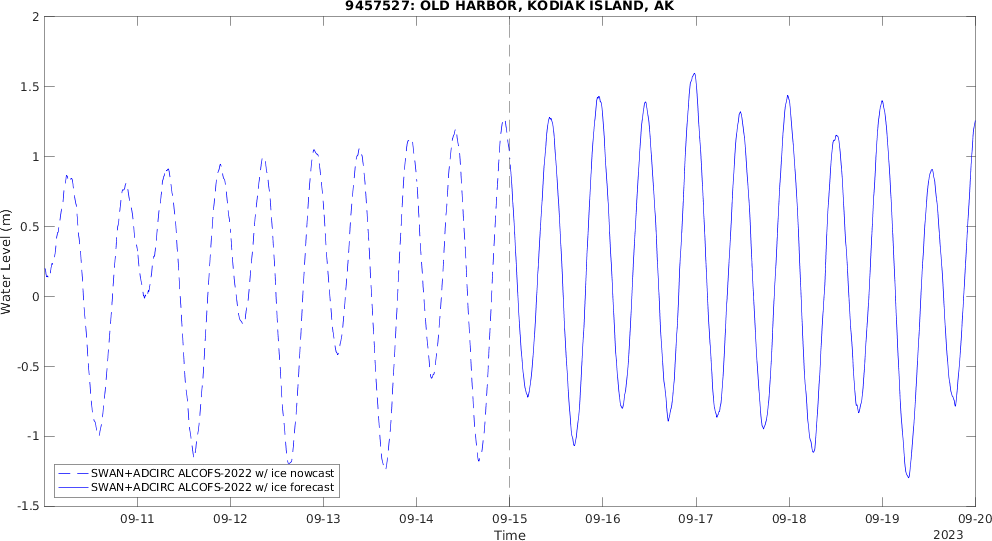 9457527: OLD HARBOR, KODIAK ISLAND, AK
2
1.5
1
0.5
0
-0.5
-1
-1.5
Water Level (m)
SWAN+ADCIRC ALCOFS-2022 w/ ice nowcast
SWAN+ADCIRC ALCOFS-2022 w/ ice forecast
09-11 09-12 09-13 09-14 09-15 09-16 09-17 09-18 09-19 09-20
Time
2023